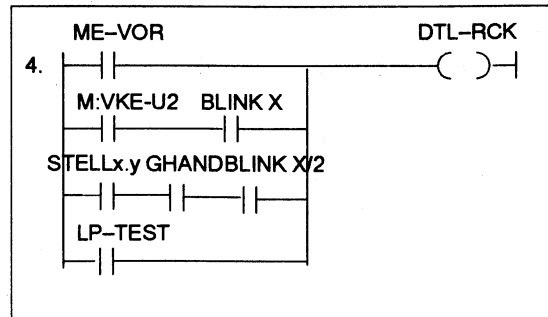 ME–VOR DTL–RCK
4.
M:VKE-U2 BLINK X
STELLx.y GHANDBLINK X/2
LP–TEST